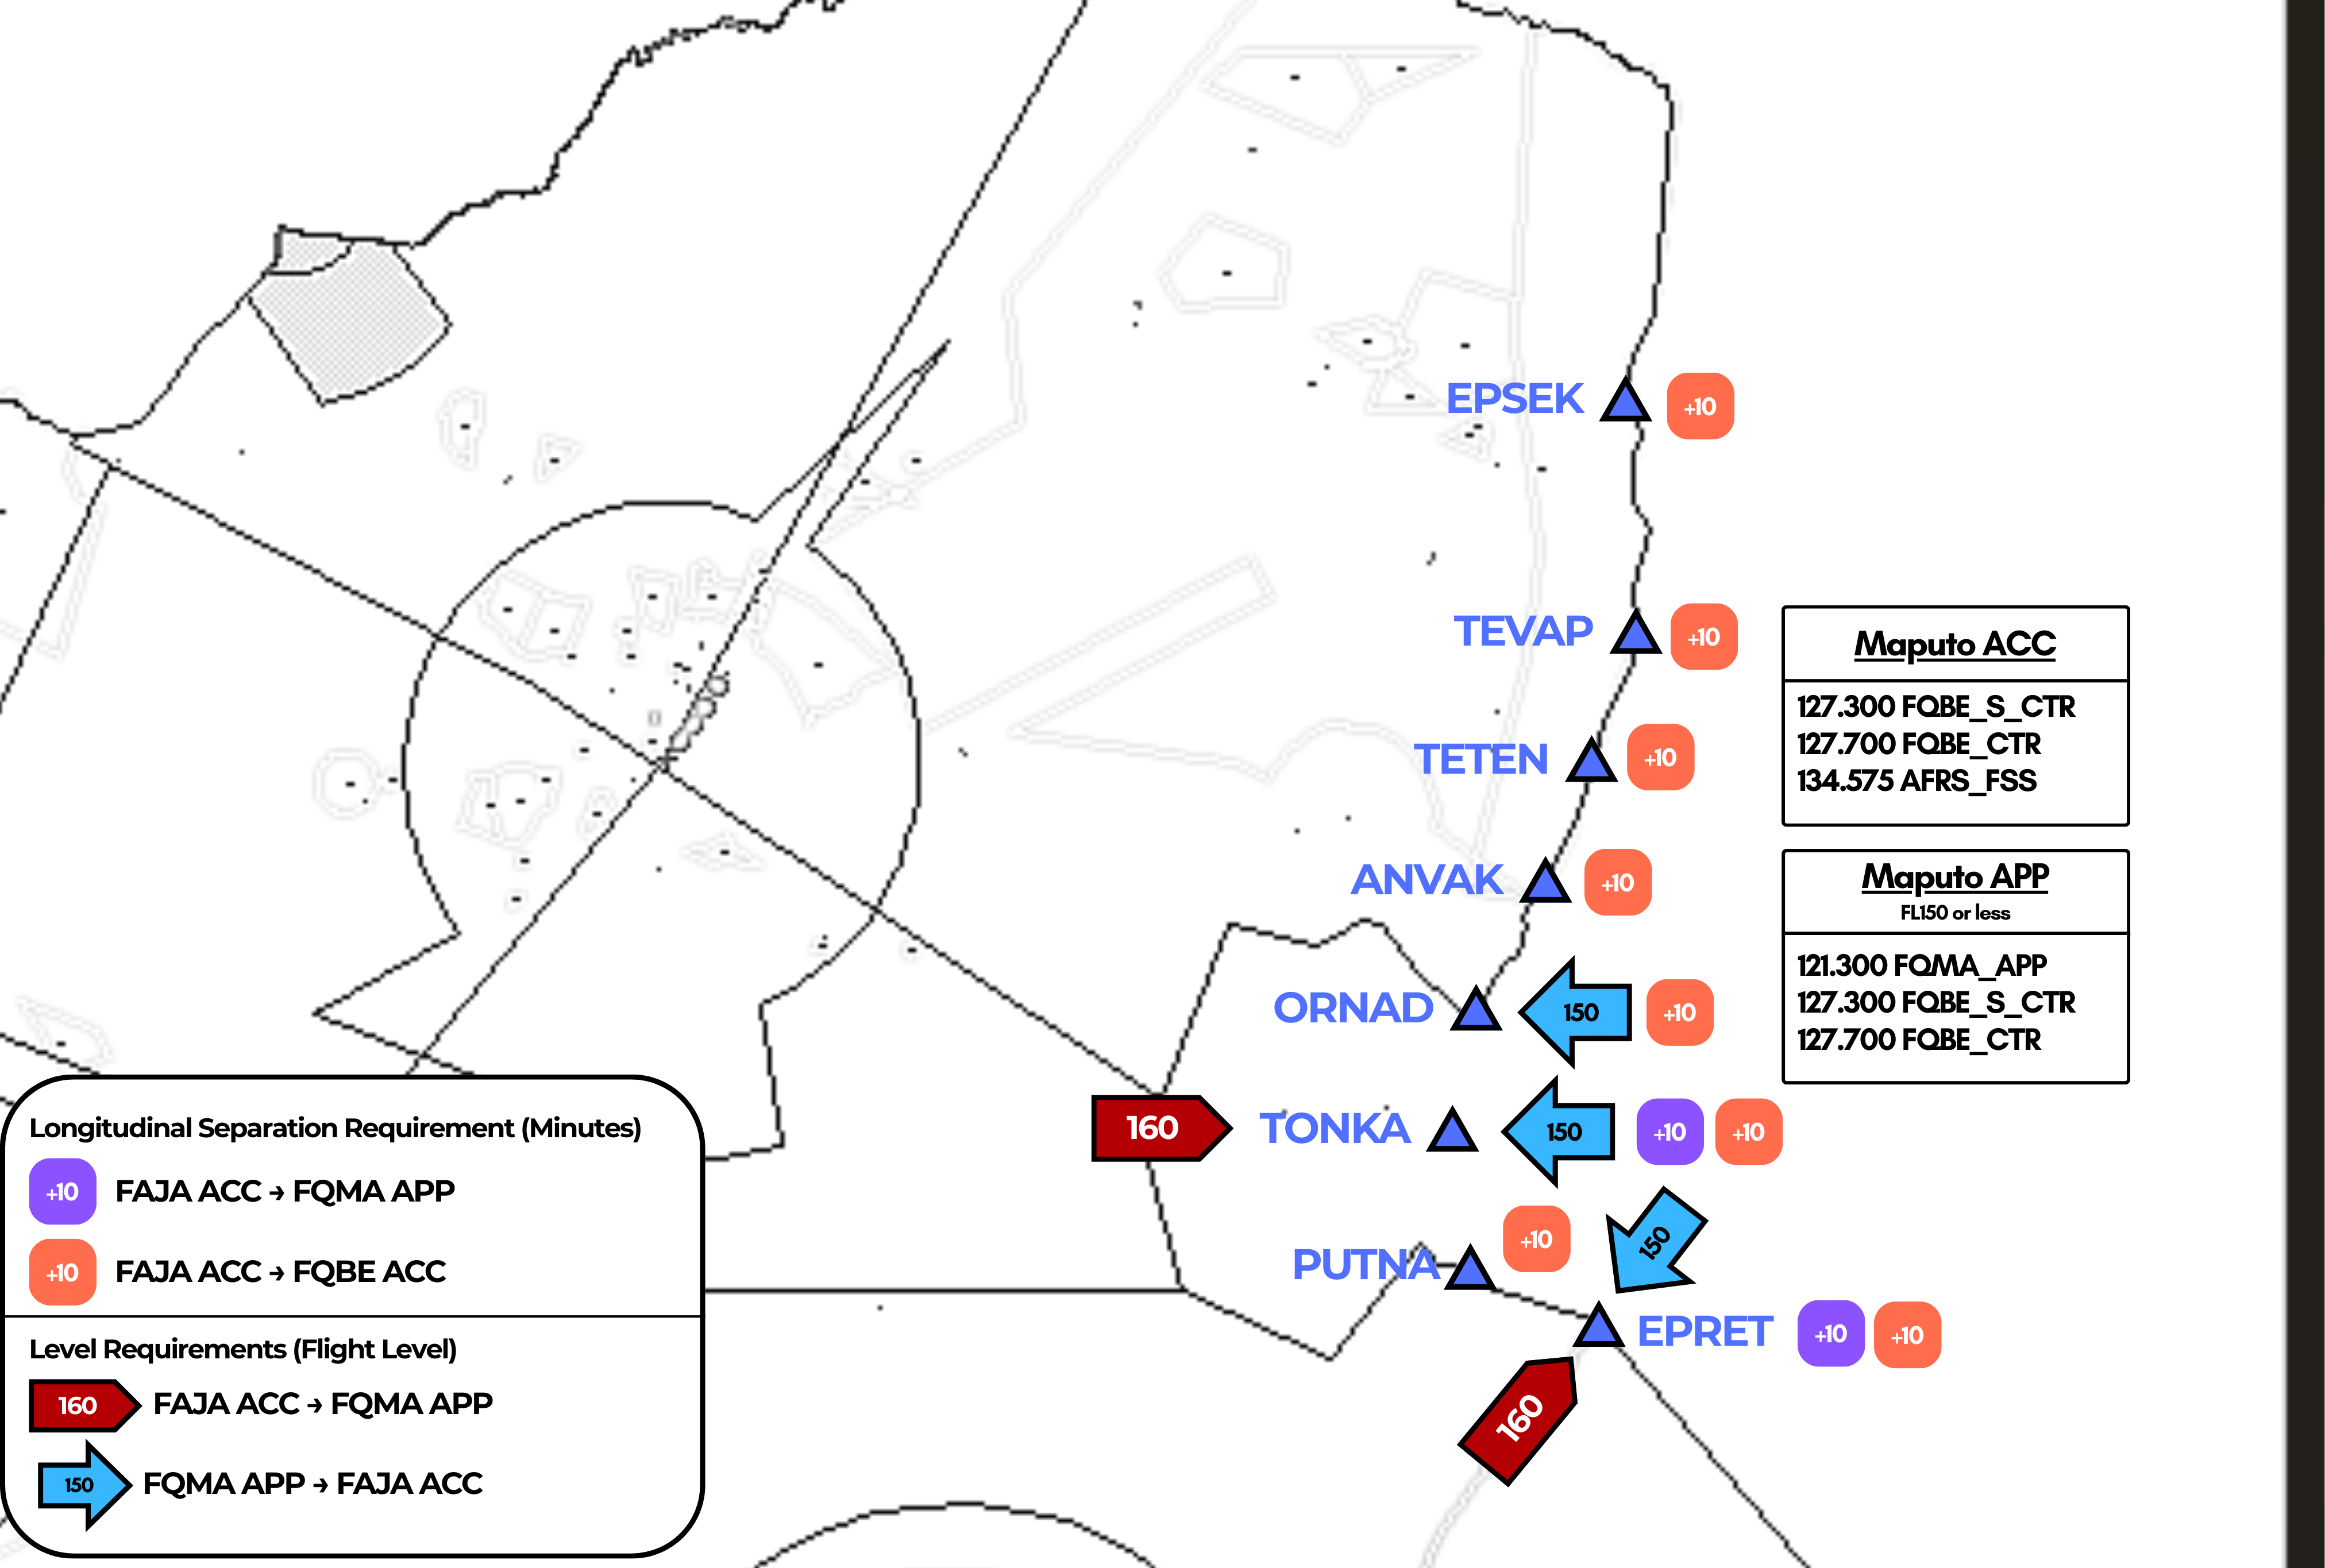 EPSEK
+10
TEVAP
+10
TETEN
+10
ANVAK
+10
ORNAD
150
+10
160
TONKA
150
+10
+10
PUTNA
+10
150
EPRET
+10
+10
160
Maputo ACC
127.300 FQBE_S_CTR
127.700 FQBE_CTR
134.575 AFRS_FSS
Maputo APP
FL150 or less
121.300 FQMA_APP
127.300 FQBE_S_CTR
127.700 FQBE_CTR
Longitudinal Separation Requirement (Minutes)
+10 FAJA ACC → FQMA APP
+10 FAJA ACC → FQBE ACC
Level Requirements (Flight Level)
160 FAJA ACC → FQMA APP
150 FQMA APP → FAJA ACC